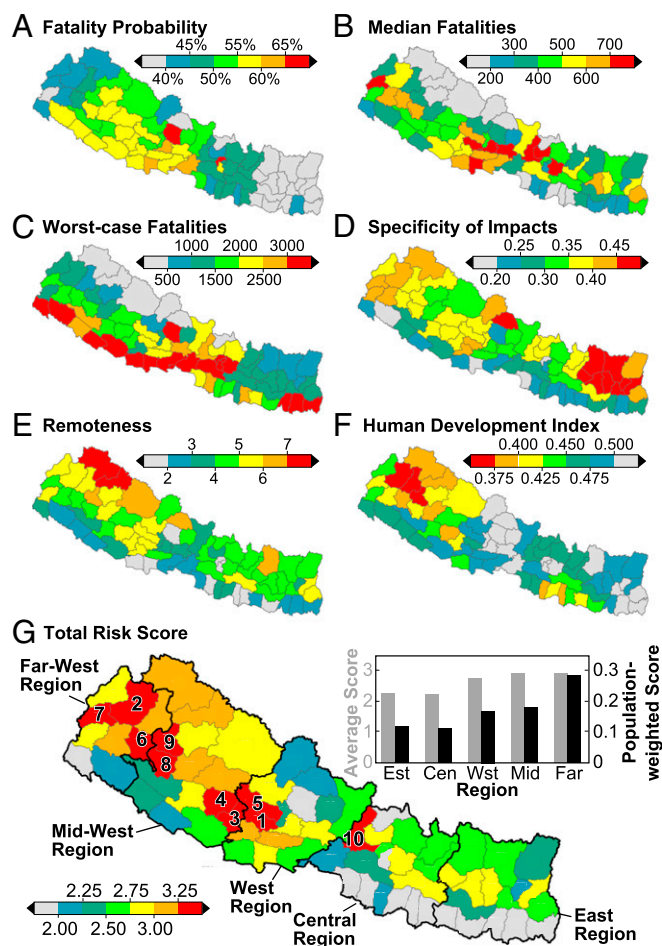 A Fatality Probability
45% 55% 65%
40% 50% 60%
B Median Fatalities
300 500 700
200 400 600
C Worst-case Fatalities
1000 2000 3000
500 1500 2500
D Specificity of Impacts
0.25 0.35 0.45
0.20 0.30 0.40
E Remoteness
3 5 7
2 4 6
F Human Development Index
0.400 0.450 0.500
0.375 0.425 0.475
G Total Risk Score
Far-West
Region
2
7
6
9
8
4
5
3
1
10
Mid-West
Region
West
Region
Central
Region
East
Region
2.25 2.75 3.25
2.00 2.50 3.00
Average Score
3
2
1
0
0.3
0.2
0.1
0
Population-
weighted Score
Est Cen Wst Mid Far
Region